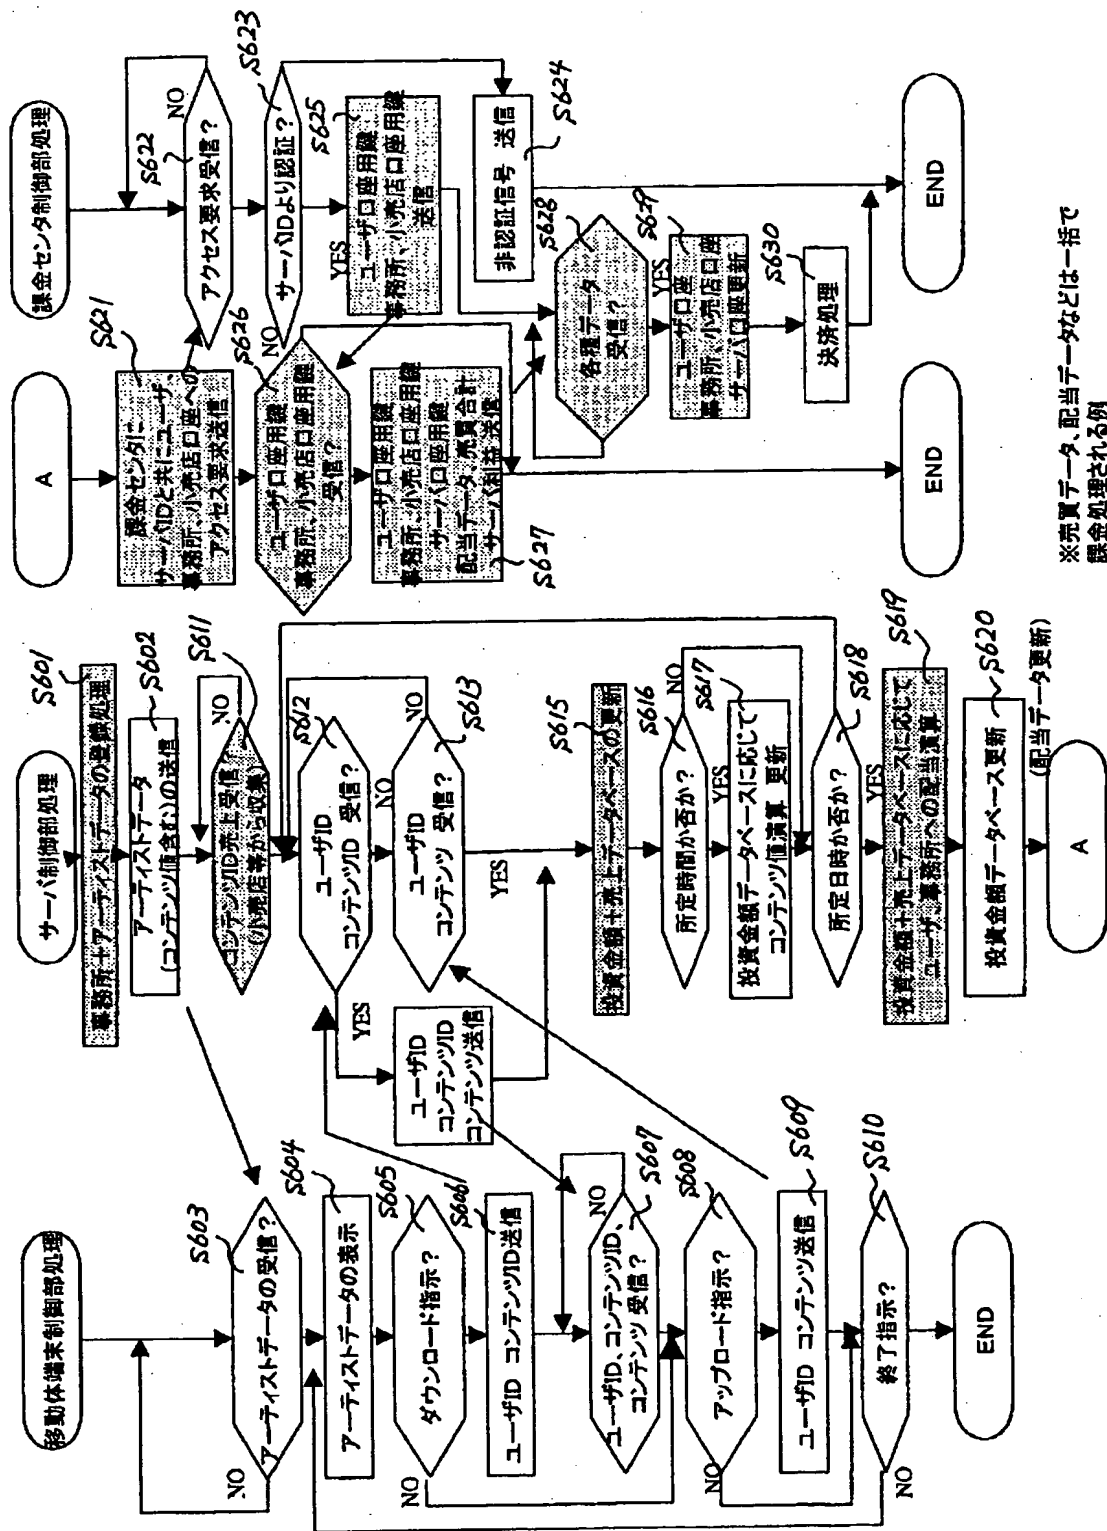 移動体端末制御部処理
S603
アーティストデータの受信?
NO
S604
アーティストデータの表示
S605
ダウンロード指示?
NO
S6061
ユーザID コンテンツID送信
S607
ユーザID、コンテンツID、
コンテンツ 受信?
NO
S608
アップロード指示?
NO
S609
ユーザID コンテンツ送信
S610
終了指示?
NO
END
サーバ制御部処理
S601
事務所+アーティストデータの登録処理
S602
アーティストデータ
(コンテンツ値含む)の送信
S611
コンテンツID売上受信?
(小売店等から収集)
NO
S612
ユーザID
コンテンツID 受信?
NO
YES
ユーザID
コンテンツID
コンテンツ送信
S613
ユーザID
コンテンツ 受信?
NO
YES
S615
投資金額+売上データベースの更新
S616
所定時間か否か?
NO
YES
S617
投資金額データベースに応じて
コンテンツ値演算 更新
S618
所定日時か否か?
YES
S619
投資金額+売上データベースに応じて
ユーザ、事務所への配当演算
S620
投資金額データベース更新
(配当データ更新)
A
A
S621
課金センタに
サーバIDと共にユーザ、
事務所、小売店口座への
アクセス要求送信
S626
ユーザ口座用鍵
事務所、小売店口座用鍵
受信?
S627
ユーザ口座用鍵
事務所、小売店口座用鍵
サーバ口座用鍵
配当データ、売買合計
サーバ利益送信
END
課金センタ制御部処理
S622
アクセス要求受信?
NO
S623
サーバIDより認証?
NO
YES
S625
ユーザ口座用鍵
事務所、小売店口座用鍵
送信
S624
非認証信号 送信
S628
各種データ
受信?
YES
S629
ユーザ口座
事務所、小売店口座
サーバ口座更新
S630
決済処理
END
※売買データ、配当データなどは一括で
課金処理される例